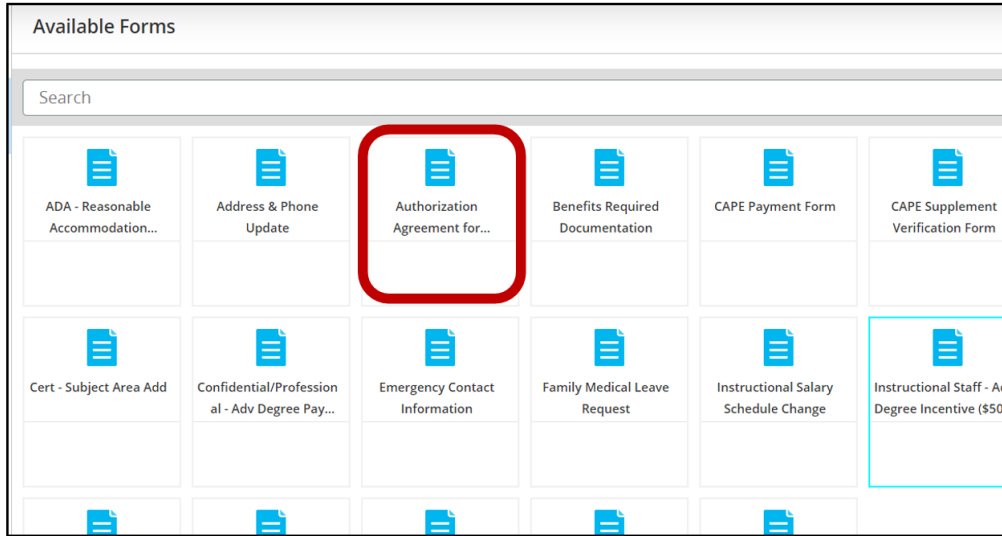 Available Forms
Search
ADA - Reasonable
Accommodation...
Address & Phone
Update
Authorization
Agreement for...
Benefits Required
Documentation
CAPE Payment Form
CAPE Supplement
Verification Form
Cert - Subject Area Add
Confidential/Profession
al - Adv Degree Pay...
Emergency Contact
Information
Family Medical Leave
Request
Instructional Salary
Schedule Change
Instructional Staff - A
Degree Incentive ($50